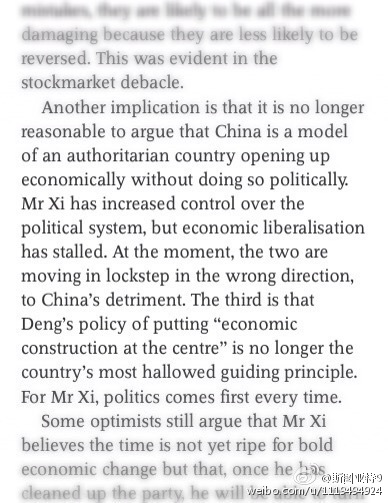 mistakes, they are likely to be all the more
damaging because they are less likely to be
reversed. This was evident in the
stockmarket debacle.
Another implication is that it is no longer
reasonable to argue that China is a model
of an authoritarian country opening up
economically without doing so politically.
Mr Xi has increased control over the
political system, but economic liberalisation
has stalled. At the moment, the two are
moving in lockstep in the wrong direction,
to China’s detriment. The third is that
Deng’s policy of putting “economic
construction at the centre” is no longer the
country’s most hallowed guiding principle.
For Mr Xi, politics comes first every time.
Some optimists still argue that Mr Xi
believes the time is not yet ripe for bold
economic change but that, once he has
cleaned up the party, he will
weibo.com/u/1119494924